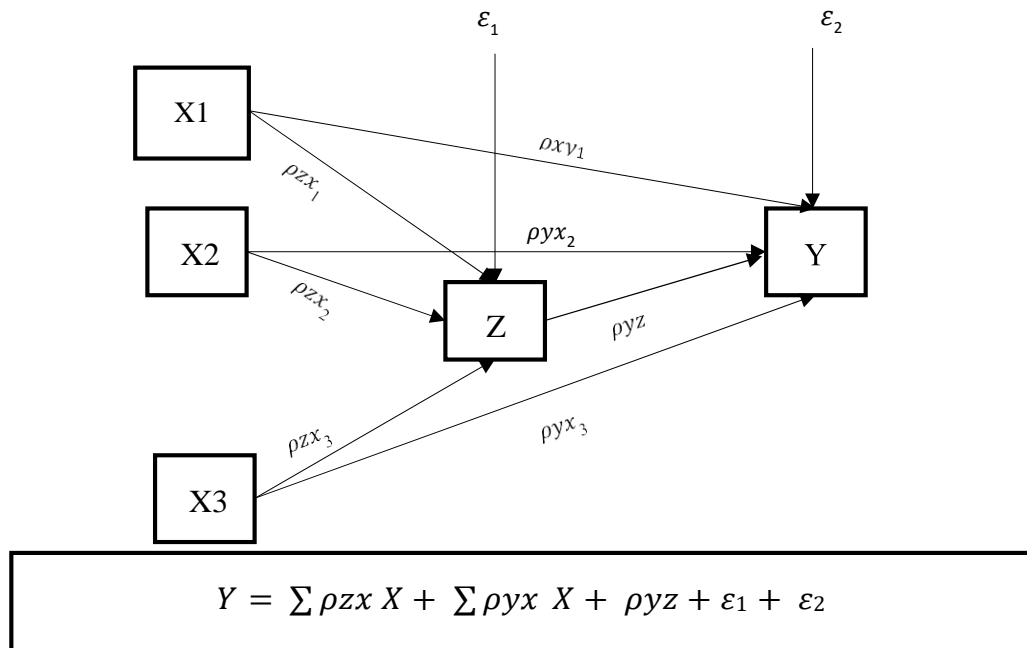 ε₁
ε₂
X1
ρxy₁
ρzx₁
X2
ρyx₂
Y
ρzx₂
Z
ρyz
ρzx₃
ρyx₃
X3
Y = ∑ ρzx X + ∑ ρyx X + ρyz + ε₁ + ε₂